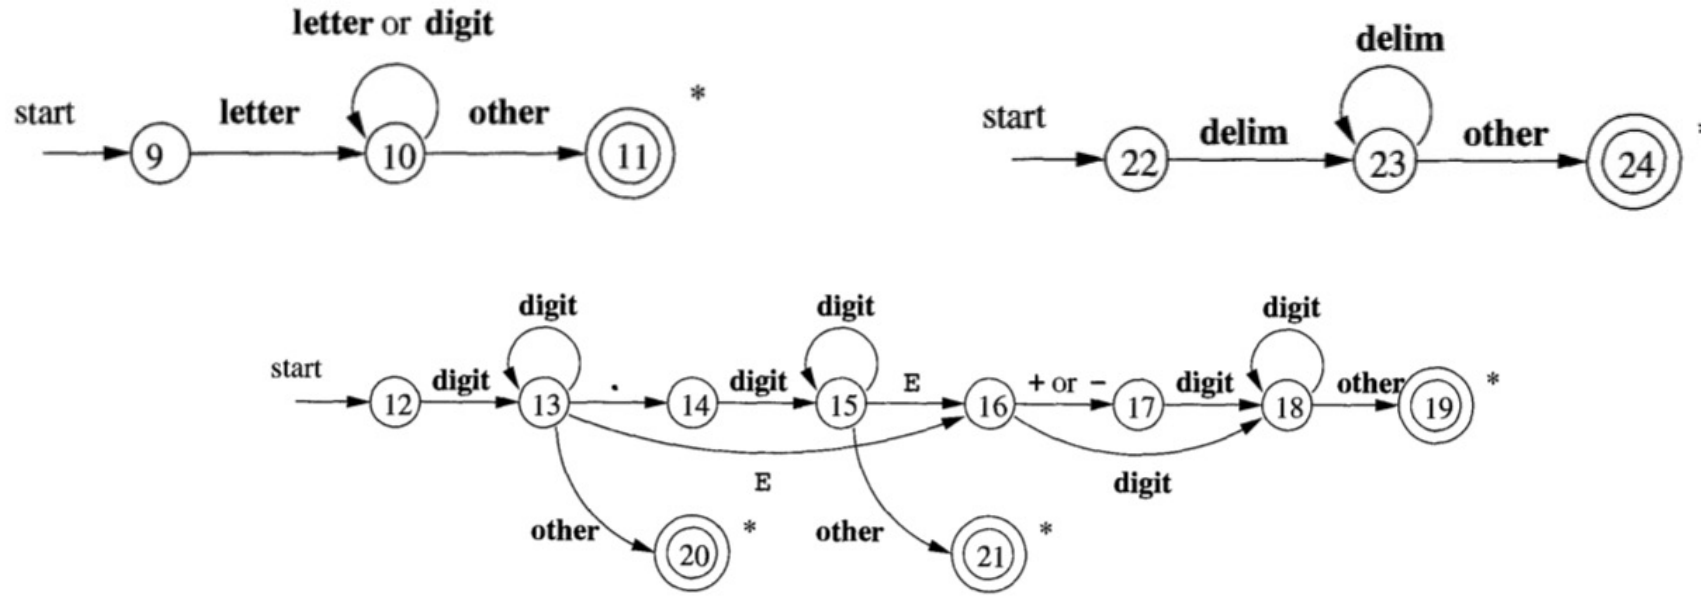 letter or digit
start letter other *
9 10 11
delim
start delim other *
22 23 24
digit digit digit
start digit . digit E + or - digit other *
12 13 14 15 16 17 18 19
E digit
other * other *
20 21